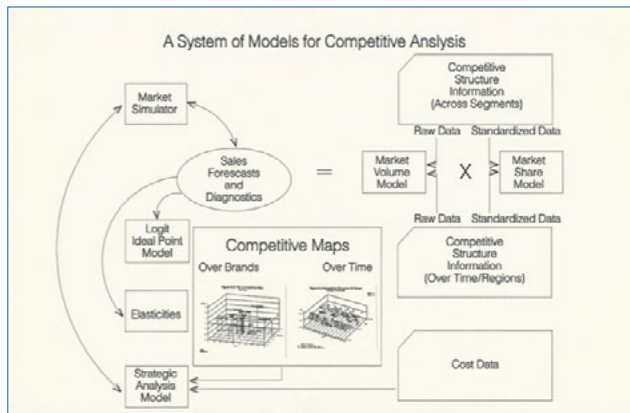 A System of Models for Competitive Anslysis
Market
Simulator
Sales
Forecasts
and
Diagnostics
=
Competitive
Structure
Information
(Across Segments)
Raw Data Standardized Data
Market
Volume
Model
X
Market
Share
Model
Raw Data Standardized Data
Competitive
Structure
Information
(Over Time/Regions)
Logit
Ideal Point
Model
Competitive Maps
Over Brands Over Time
Elasticities
Strategic
Analysis
Model
Cost Data